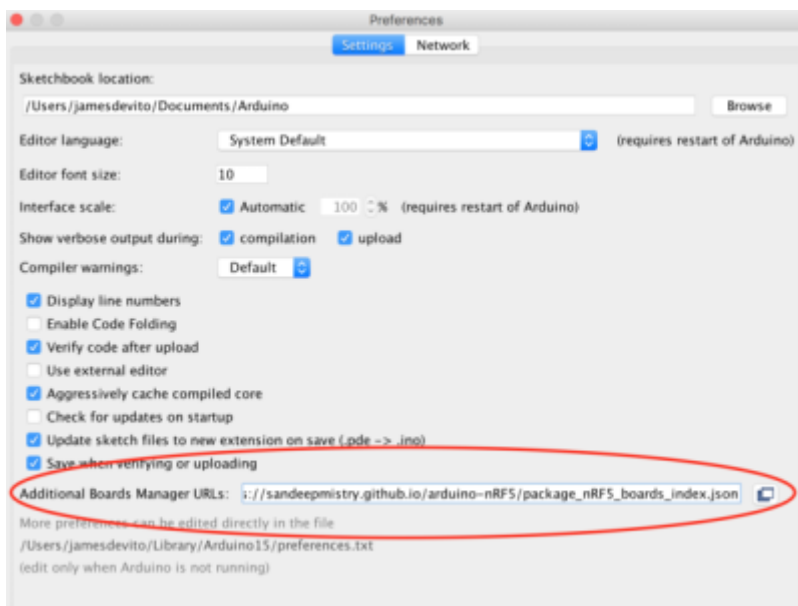 Preferences
Settings Network
Sketchbook location:
/Users/jamesdevito/Documents/Arduino Browse
Editor language: System Default (requires restart of Arduino)
Editor font size: 10
Interface scale: Automatic 100 % (requires restart of Arduino)
Show verbose output during: compilation upload
Compiler warnings: Default
Display line numbers
Enable Code Folding
Verify code after upload
Use external editor
Aggressively cache compiled core
Check for updates on startup
Update sketch files to new extension on save (.pde -> .ino)
Save when verifying or uploading
Additional Boards Manager URLs: s://sandeepmistry.github.io/arduino-nRF5/package_nRF5_boards_index.json
More preferences can be edited directly in the file
/Users/jamesdevito/Library/Arduino15/preferences.txt
(edit only when Arduino is not running)